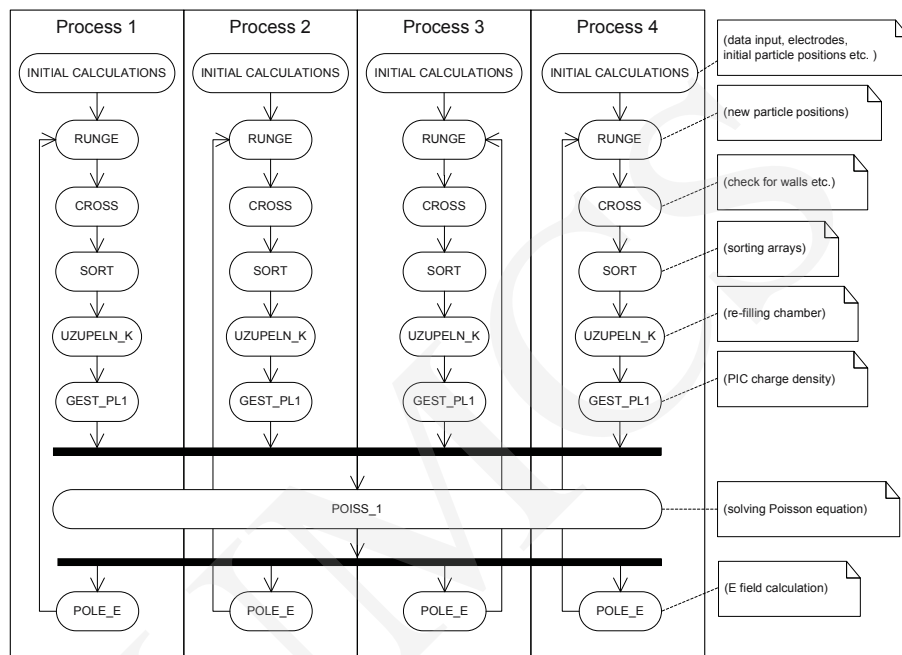 Process 1 Process 2 Process 3 Process 4
INITIAL CALCULATIONS INITIAL CALCULATIONS INITIAL CALCULATIONS INITIAL CALCULATIONS
(data input, electrodes,
initial particle positions etc. )
RUNGE RUNGE RUNGE RUNGE
(new particle positions)
CROSS CROSS CROSS CROSS
(check for walls etc.)
SORT SORT SORT SORT
(sorting arrays)
UZUPELN_K UZUPELN_K UZUPELN_K UZUPELN_K
(re-filling chamber)
GEST_PL1 GEST_PL1 GEST_PL1 GEST_PL1
(PIC charge density)
POISS_1
(solving Poisson equation)
POLE_E POLE_E POLE_E POLE_E
(E field calculation)